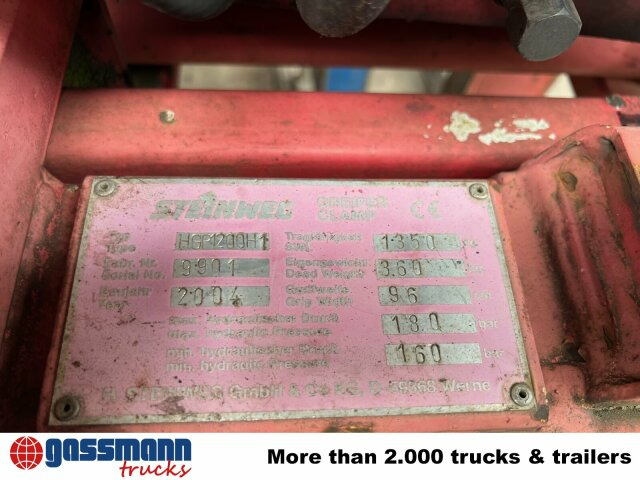 STEINWEG GREIFER
CLAMP CE
Typ
Type HGP1200H1 Tragfähigkeit
SWL 1350
Fabr. Nr.
Serial No. 9901 Eigengewicht
Dead Weight 360
Baujahr
Year 2004 Greifweite
Grip Width 96
max. hydraulischer Druck
max. hydraulic Pressure 180 bar
min. hydraulischer Druck
min. hydraulic Pressure 160 bar
H. STEINWEG GmbH & Co KG, D-59368 Werne
gassmann
trucks
More than 2.000 trucks & trailers